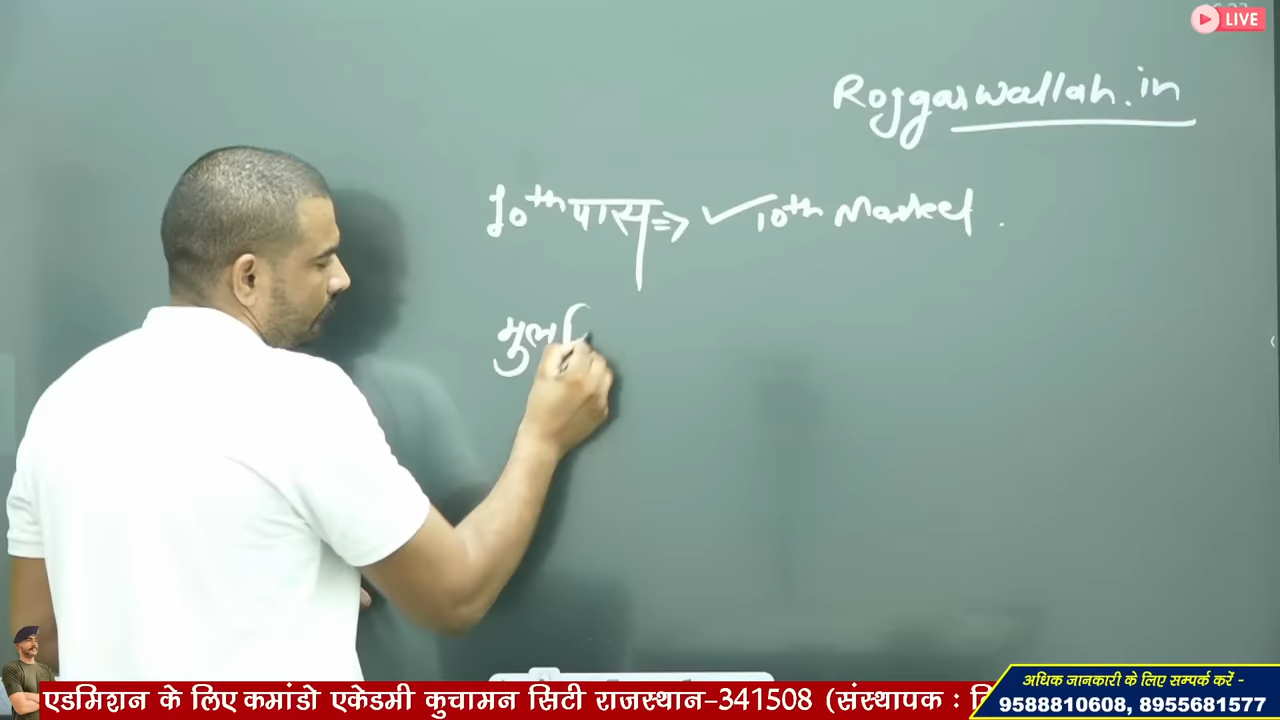 LIVE
Rojgarwallah.in
10th पास => ✓ 10th Marked.
मुल
अधिक जानकारी के लिए सम्पर्क करें -
एडमिशन के लिए कमांडो एकेडमी कुचामन सिटी राजस्थान-341508 (संस्थापक :
9588810608, 8955681577